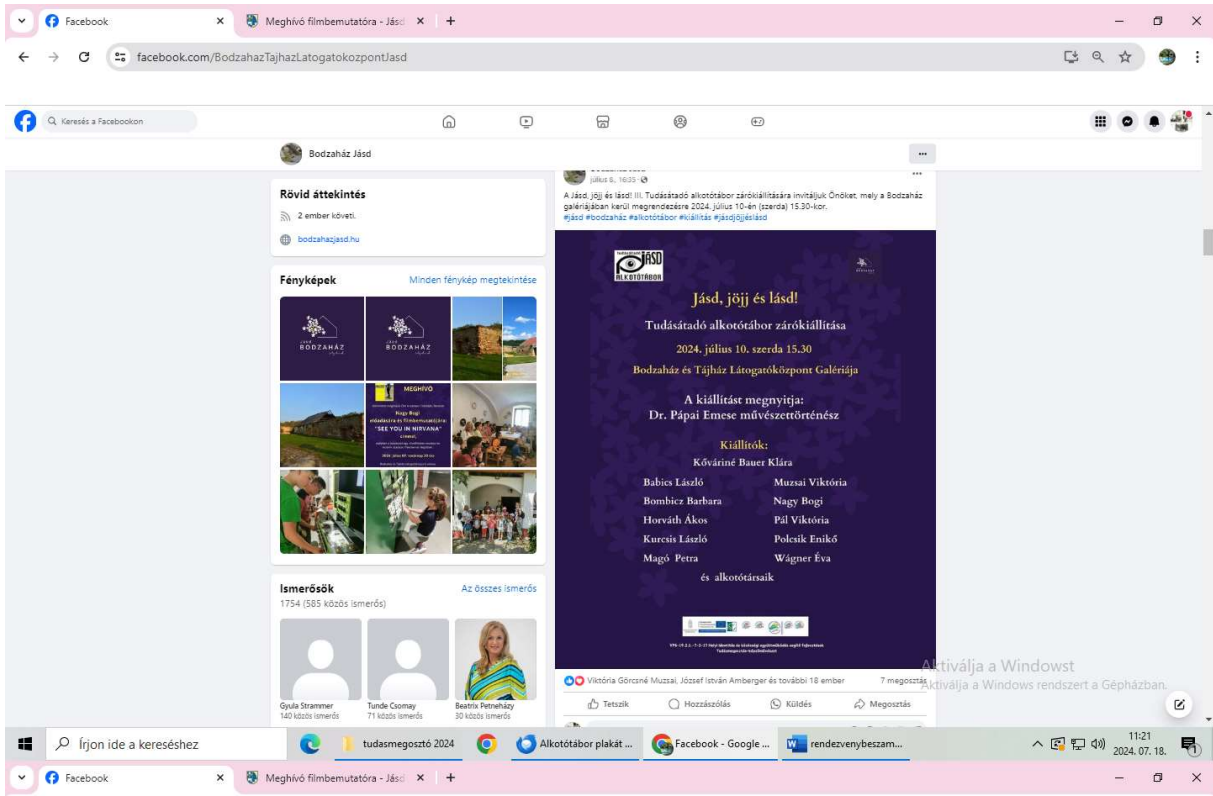 Facebook
Meghívó filmbemutatóra - Jásd
facebook.com/BodzahazTajhazLatogatokozpontJasd
Keresés a Facebookon
Bodzaház Jásd
Rövid áttekintés
2 ember követi.
bodzahazjasd.hu
Fényképek
Minden fénykép megtekintése
JÁSD
BODZAHÁZ
JÁSD
BODZAHÁZ
MEGHÍVÓ
Nagy Bogi
előadására és filmbemutatójára:
"SEE YOU IN NIRVANA"
címmel,
Ismerősök
Az összes ismerős
1754 (585 közös ismerős)
Gyula Strammer
140 közös ismerős
Tunde Csomay
71 közös ismerős
Beatrix Petneházy
30 közös ismerős
július 8., 16:35
A Jásd, jöjj és lásd! III. Tudásátadó alkotótábor zárókiállítására invitáljuk Önöket, mely a Bodzaház
galériájában kerül megrendezésre 2024. július 10-én (szerda) 15.30-kor.
#jásd #bodzaház #alkotótábor #kiállítás #jásdjöjjéslásd
JÁSD
ALKOTÓTÁBOR
Jásd, jöjj és lásd!
Tudásátadó alkotótábor zárókiállítása
2024. július 10. szerda 15.30
Bodzaház és Tájház Látogatóközpont Galériája
A kiállítást megnyitja:
Dr. Pápai Emese művészettörténész
Kiállítók:
Kőváriné Bauer Klára
Babics László
Muzsai Viktória
Bombicz Barbara
Nagy Bogi
Horváth Ákos
Pál Viktória
Kurcsis László
Polcsik Enikő
Magó Petra
Wágner Éva
és alkotótársaik
Viktória Görcsné Muzsai, József István Amberger és további 18 ember
7 megosztás
Tetszik
Hozzászólás
Küldés
Megosztás
Aktiválja a Windowst
Aktiválja a Windows rendszert a Gépházban.
Írjon ide a kereséshez
tudasmegosztó 2024
Alkotótábor plakát ...
Facebook - Google ...
rendezvenybeszam...
11:21
2024. 07. 18.
Facebook
Meghívó filmbemutatóra - Jásd